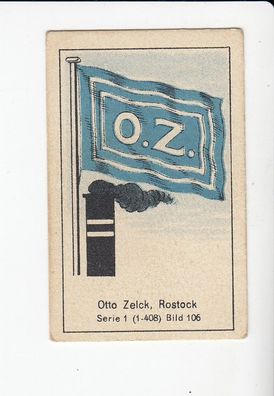 O.Z.
Otto Zelck, Rostock
Serie 1 (1-408) Bild 106